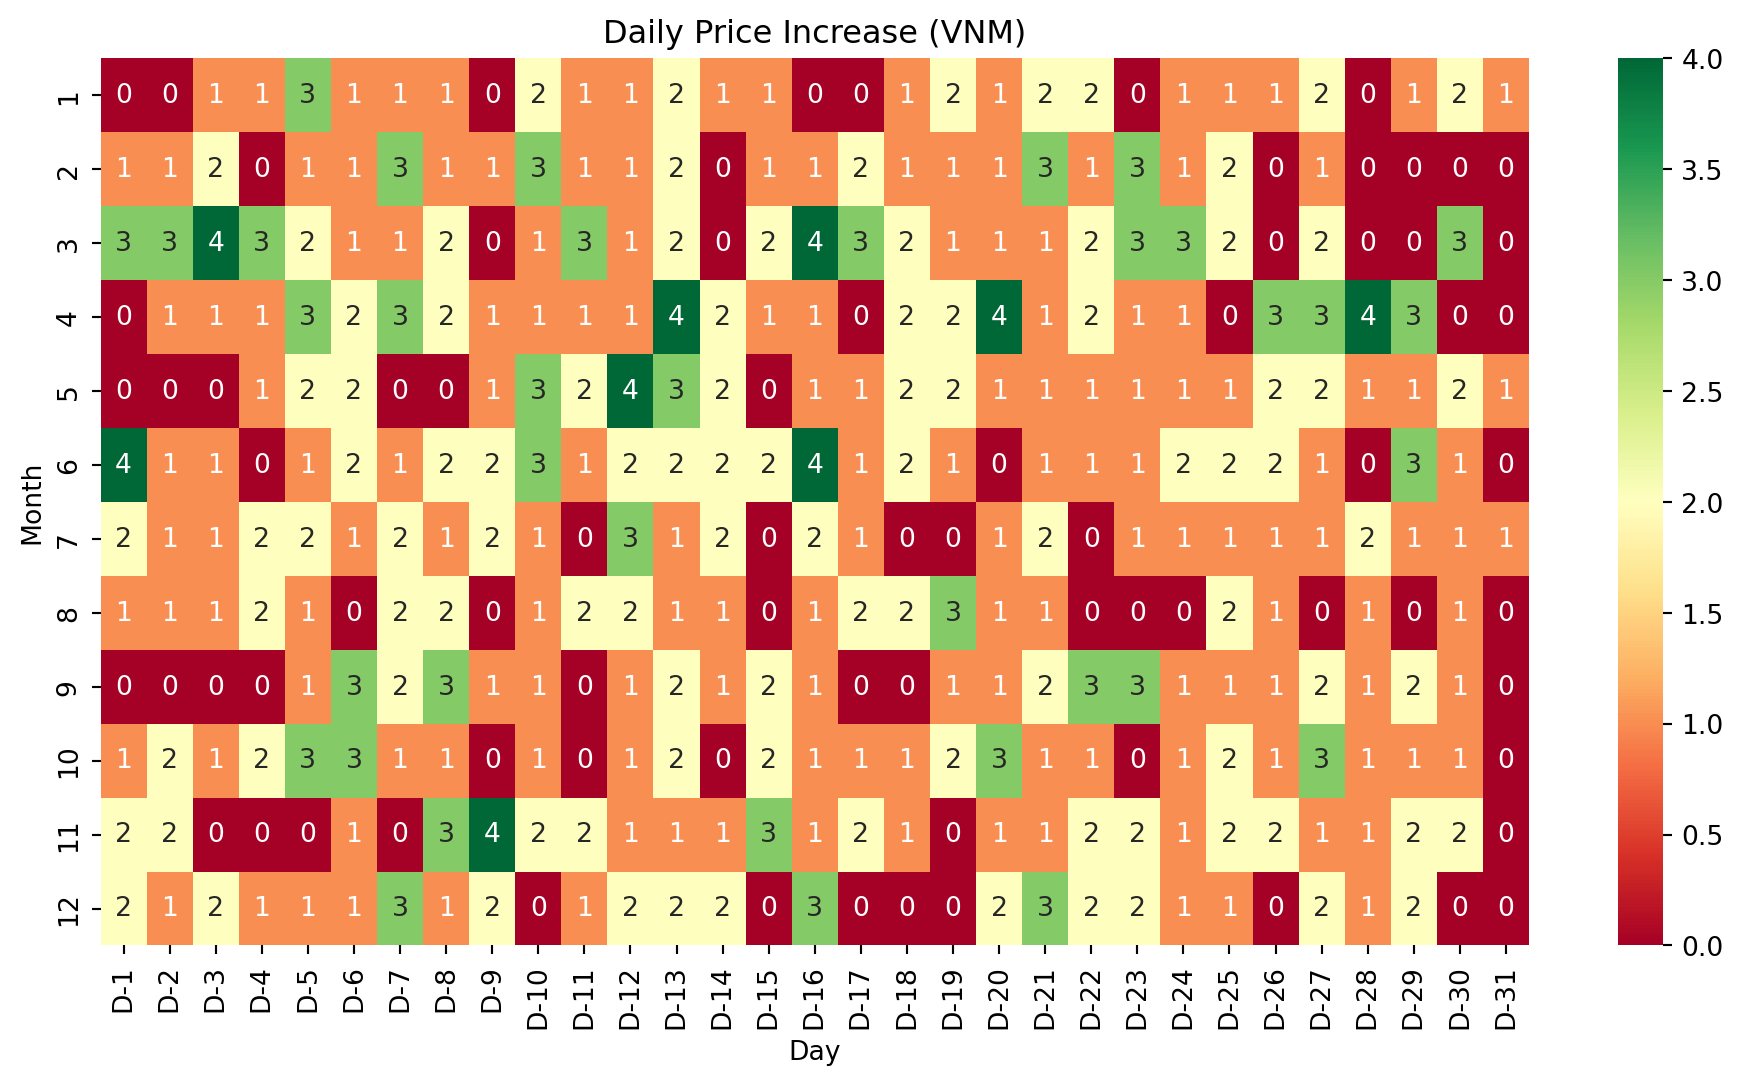 Daily Price Increase (VNM)
1 0 0 1 1 3 1 1 1 0 2 1 1 2 1 1 0 0 1 2 1 2 2 0 1 1 1 2 0 1 2 1
2 1 1 2 0 1 1 3 1 1 3 1 1 2 0 1 1 2 1 1 1 3 1 3 1 2 0 1 0 0 0 0
3 3 3 4 3 2 1 1 2 0 1 3 1 2 0 2 4 3 2 1 1 1 2 3 3 2 0 2 0 0 3 0
4 0 1 1 1 3 2 3 2 1 1 1 1 4 2 1 1 0 2 2 4 1 2 1 1 0 3 3 4 3 0 0
5 0 0 0 1 2 2 0 0 1 3 2 4 3 2 0 1 1 2 2 1 1 1 1 1 1 2 2 1 1 2 1
6 4 1 1 0 1 2 1 2 2 3 1 2 2 2 2 4 1 2 1 0 1 1 1 2 2 2 1 0 3 1 0
7 2 1 1 2 2 1 2 1 2 1 0 3 1 2 0 2 1 0 0 1 2 0 1 1 1 1 1 2 1 1 1
8 1 1 1 2 1 0 2 2 0 1 2 2 1 1 0 1 2 2 3 1 1 0 0 0 2 1 0 1 0 1 0
9 0 0 0 0 1 3 2 3 1 1 0 1 2 1 2 1 0 0 1 1 2 3 3 1 1 1 2 1 2 1 0
10 1 2 1 2 3 3 1 1 0 1 0 1 2 0 2 1 1 1 2 3 1 1 0 1 2 1 3 1 1 1 0
11 2 2 0 0 0 1 0 3 4 2 2 1 1 1 3 1 2 1 0 1 1 2 2 1 2 2 1 1 2 2 0
12 2 1 2 1 1 1 3 1 2 0 1 2 2 2 0 3 0 0 0 2 3 2 2 1 1 0 2 1 2 0 0
Month
D-1 D-2 D-3 D-4 D-5 D-6 D-7 D-8 D-9 D-10 D-11 D-12 D-13 D-14 D-15 D-16 D-17 D-18 D-19 D-20 D-21 D-22 D-23 D-24 D-25 D-26 D-27 D-28 D-29 D-30 D-31
Day
4.0
3.5
3.0
2.5
2.0
1.5
1.0
0.5
0.0